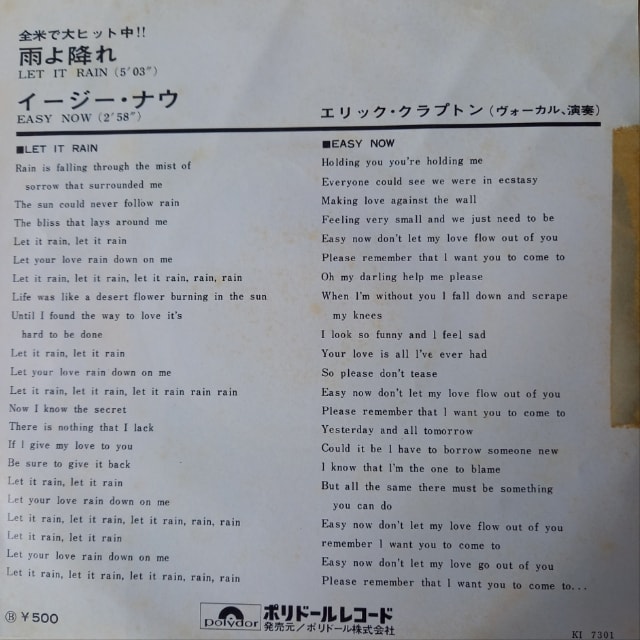 全米で大ヒット中!!
雨よ降れ
LET IT RAIN (5'03")
イージー・ナウ
EASY NOW (2'58")
エリック・クラプトン(ヴォーカル、演奏)
■LET IT RAIN
Rain is falling through the mist of
sorrow that surrounded me
The sun could never follow rain
The bliss that lays around me
Let it rain, let it rain
Let your love rain down on me
Let it rain, let it rain, let it rain, rain, rain
Life was like a desert flower burning in the sun
Until I found the way to love it's
hard to be done
Let it rain, let it rain
Let your love rain down on me
Let it rain, let it rain, let it rain rain rain
Now I know the secret
There is nothing that I lack
If I give my love to you
Be sure to give it back
Let it rain, let it rain
Let your love rain down on me
Let it rain, let it rain, let it rain, rain, rain
Let it rain, let it rain
Let your love rain down on me
Let it rain, let it rain, let it rain, rain, rain
■EASY NOW
Holding you you're holding me
Everyone could see we were in ecstasy
Making love against the wall
Feeling very small and we just need to be
Easy now don't let my love flow out of you
Please remember that I want you to come to
Oh my darling help me please
When I'm without you I fall down and scrape
my knees
I look so funny and I feel sad
Your love is all I've ever had
So please don't tease
Easy now don't let my love flow out of you
Please remember that I want you to come to
Yesterday and all tomorrow
Could it be I have to borrow someone new
I know that I'm the one to blame
But all the same there must be something
you can do
Easy now don't let my love flow out of you
remember I want you to come to
Easy now don't let my love go out of you
Please remember that I want you to come to...
Ⓑ ¥500
polydor
ポリドールレコード
発売元/ポリドール株式会社
KI 7301